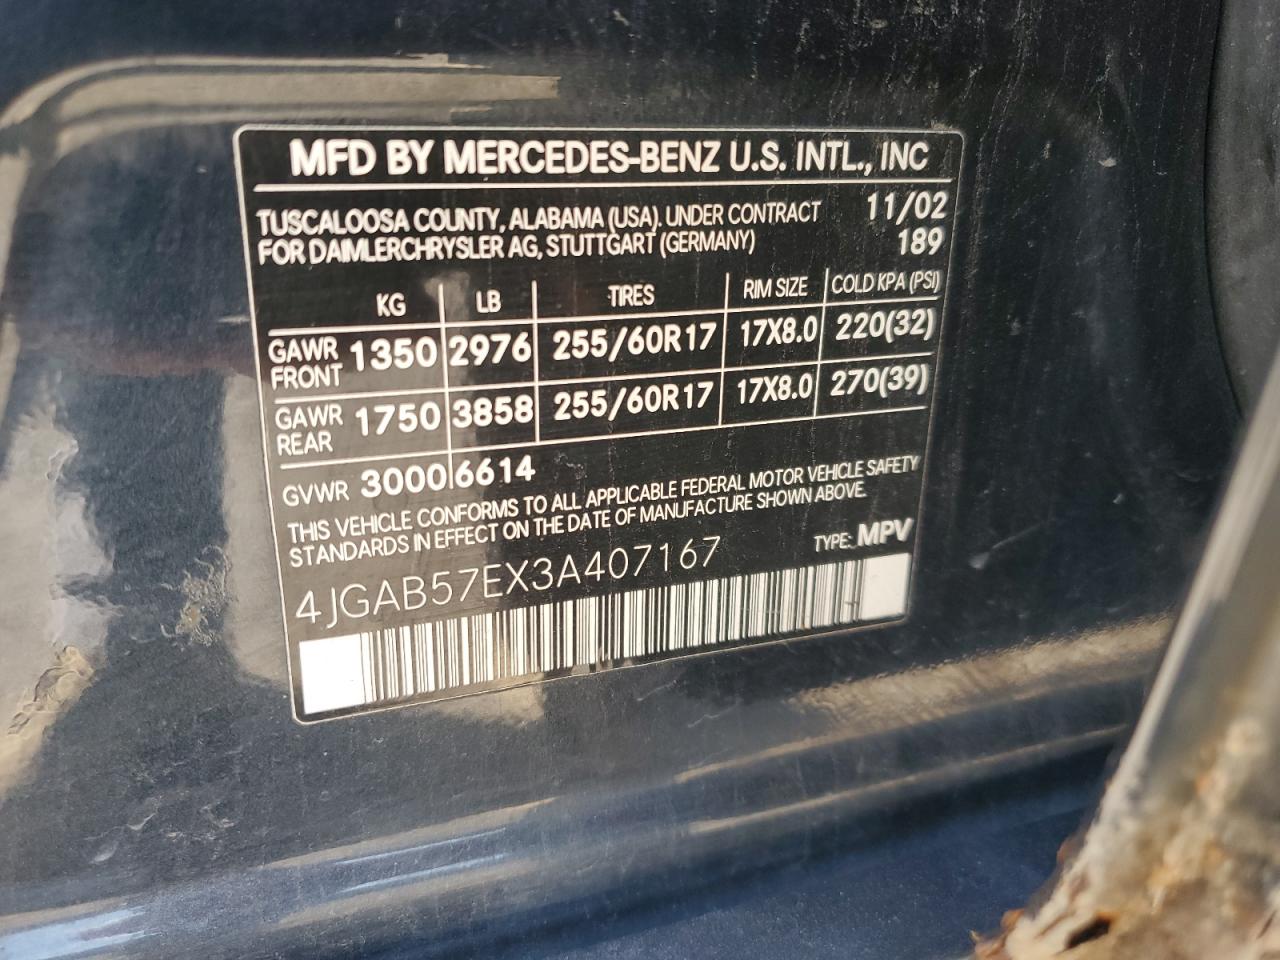 MFD BY MERCEDES-BENZ U.S. INTL., INC
TUSCALOOSA COUNTY, ALABAMA (USA). UNDER CONTRACT 11/02
FOR DAIMLERCHRYSLER AG, STUTTGART (GERMANY) 189
KG LB TIRES RIM SIZE COLD KPA (PSI)
GAWR FRONT 1350 2976 255/60R17 17X8.0 220(32)
GAWR REAR 1750 3858 255/60R17 17X8.0 270(39)
GVWR 3000 6614
THIS VEHICLE CONFORMS TO ALL APPLICABLE FEDERAL MOTOR VEHICLE SAFETY
STANDARDS IN EFFECT ON THE DATE OF MANUFACTURE SHOWN ABOVE.
4JGAB57EX3A407167 TYPE: MPV